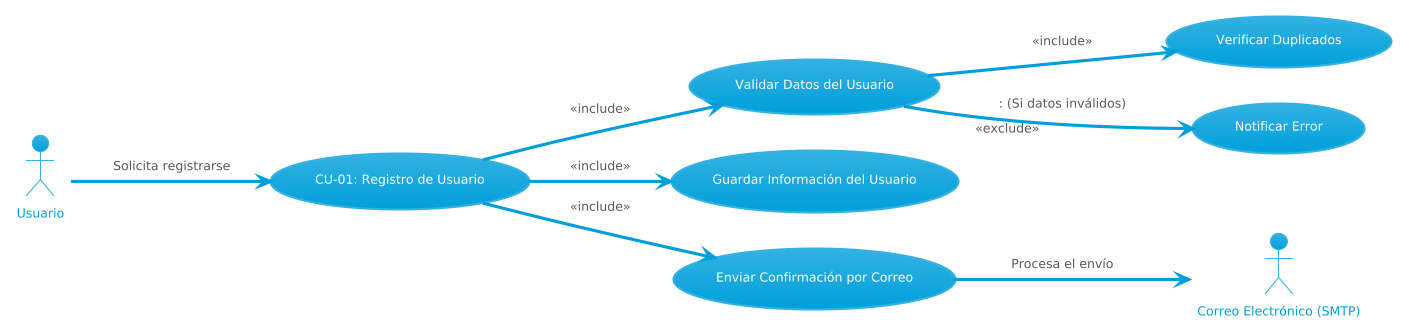 Usuario
Solicita registrarse
CU-01: Registro de Usuario
«include»
«include»
«include»
Validar Datos del Usuario
Guardar Información del Usuario
Enviar Confirmación por Correo
«include»
: (Si datos inválidos)
«exclude»
Procesa el envío
Verificar Duplicados
Notificar Error
Correo Electrónico (SMTP)